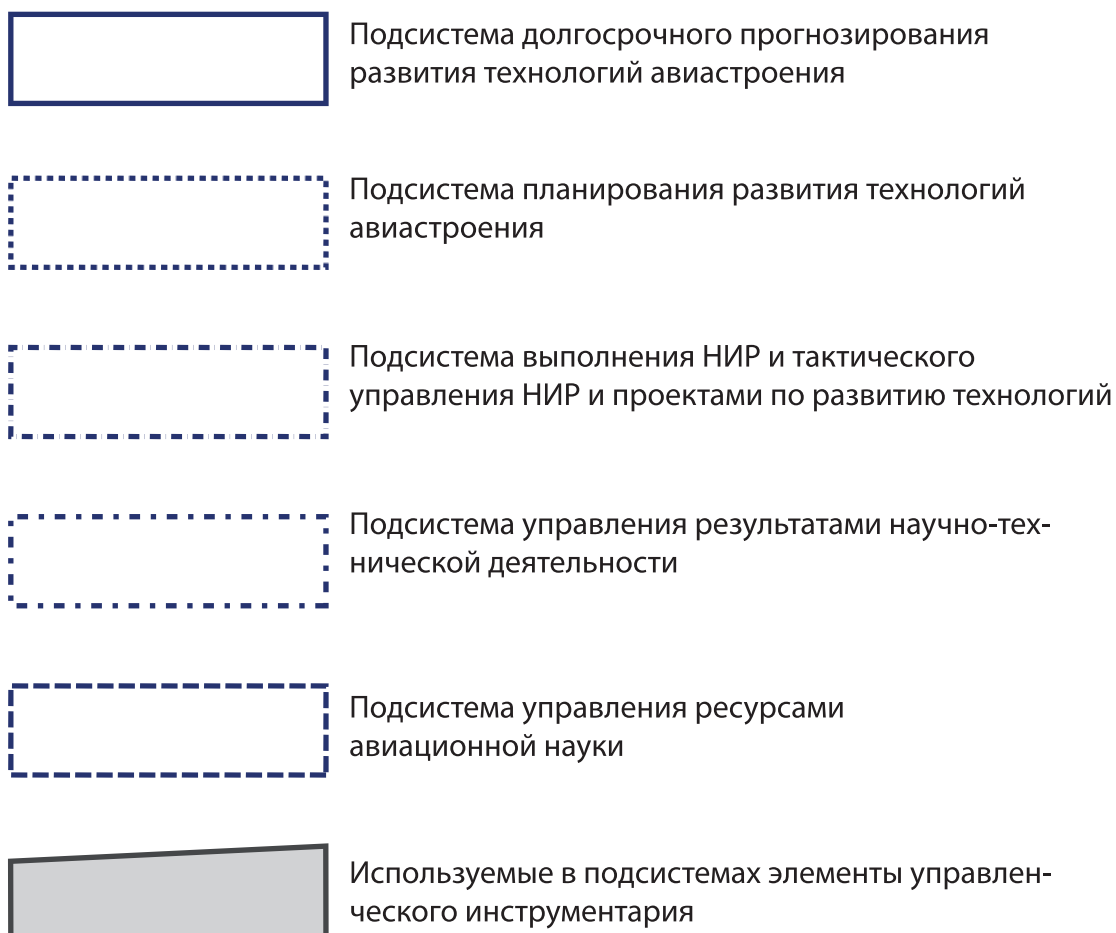 Подсистема долгосрочного прогнозирования
развития технологий авиастроения
Подсистема планирования развития технологий
авиастроения
Подсистема выполнения НИР и тактического
управления НИР и проектами по развитию технологий
Подсистема управления результатами научно-тех-
нической деятельности
Подсистема управления ресурсами
авиационной науки
Используемые в подсистемах элементы управлен-
ческого инструментария